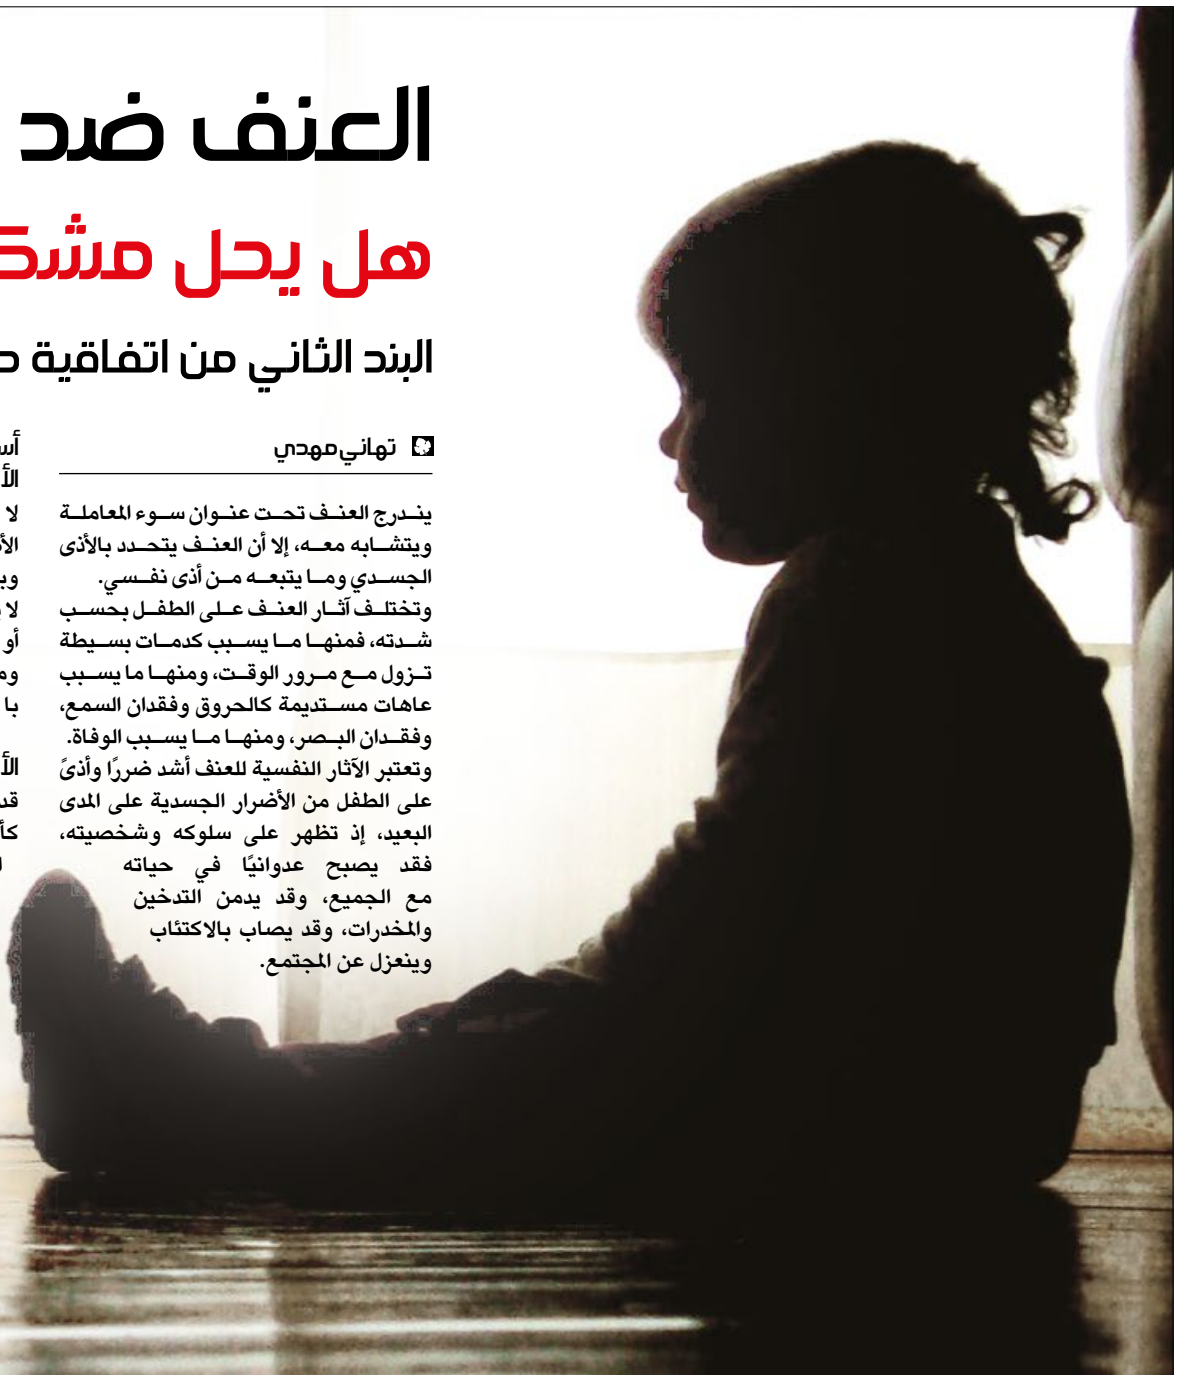 العنف ضد
هل يحل
البند الثاني من اتفاقية
تهاني مهدي
يندرج العنف تحت عنوان سوء المعاملة
ويتشابه معه، إلا أن العنف يتحدد بالأذى
الجسدي وما يتبعه من أذى نفسي.
وتختلف آثار العنف على الطفل بحسب
شدته، فمنها ما يسبب كدمات بسيطة
تزول مع مرور الوقت، ومنها ما يسبب
عاهات مستديمة كالحروق وفقدان السمع،
وفقدان البصر، ومنها ما يسبب الوفاة.
وتعتبر الآثار النفسية للعنف أشد ضررًا وأذىً
على الطفل من الأضرار الجسدية على المدى
البعيد، إذ تظهر على سلوكه وشخصيته،
فقد يصبح عدوانيًا في حياته
مع الجميع، وقد يدمن التدخين
والمخدرات، وقد يصاب بالاكتئاب
وينعزل عن المجتمع.
لا
أو